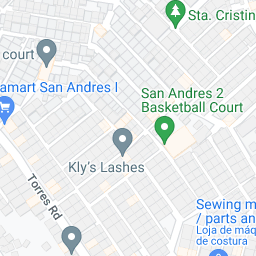 Sta. Cristin
court
amart San Andres I
San Andres 2
Basketball Court
Kly's Lashes
Torres Rd
Sewing m
/ parts an
Loja de máq
de costura